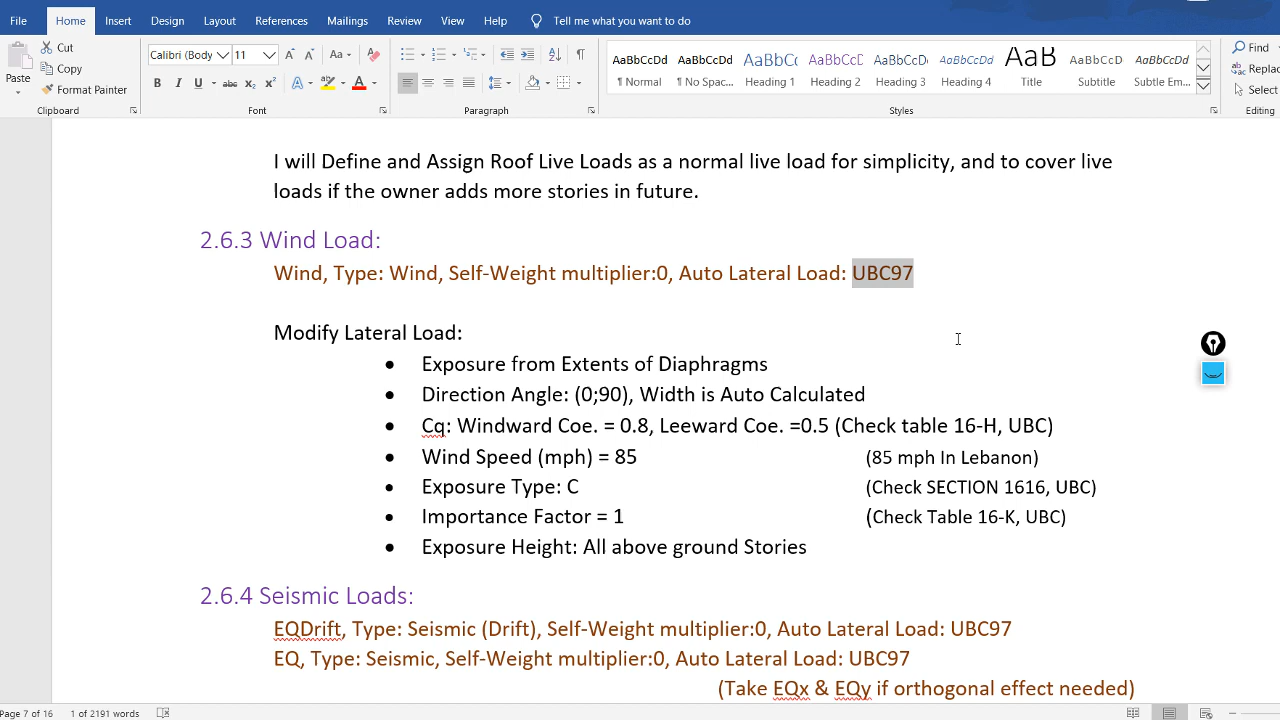 File Home Insert Design Layout References Mailings Review View Help Tell me what you want to do
Cut
Copy
Format Painter
Paste
Calibri (Body) 11
Find
Replac
Select
AaBbCcDd AaBbCcDd AaBbCc AaBbCcD AaBbCcDd AaBbCcDd AaB AaBbCcDd AaBbCcDd
¶ Normal ¶ No Spac... Heading 1 Heading 2 Heading 3 Heading 4 Title Subtitle Subtle Em...
Clipboard Font Paragraph Styles Editing
I will Define and Assign Roof Live Loads as a normal live load for simplicity, and to cover live
loads if the owner adds more stories in future.
2.6.3 Wind Load:
Wind, Type: Wind, Self-Weight multiplier:0, Auto Lateral Load: UBC97
Modify Lateral Load:
• Exposure from Extents of Diaphragms
• Direction Angle: (0;90), Width is Auto Calculated
• Cq: Windward Coe. = 0.8, Leeward Coe. =0.5 (Check table 16-H, UBC)
• Wind Speed (mph) = 85 (85 mph In Lebanon)
• Exposure Type: C (Check SECTION 1616, UBC)
• Importance Factor = 1 (Check Table 16-K, UBC)
• Exposure Height: All above ground Stories
2.6.4 Seismic Loads:
EQDrift, Type: Seismic (Drift), Self-Weight multiplier:0, Auto Lateral Load: UBC97
EQ, Type: Seismic, Self-Weight multiplier:0, Auto Lateral Load: UBC97
(Take EQx & EQy if orthogonal effect needed)
Page 7 of 16 1 of 2191 words